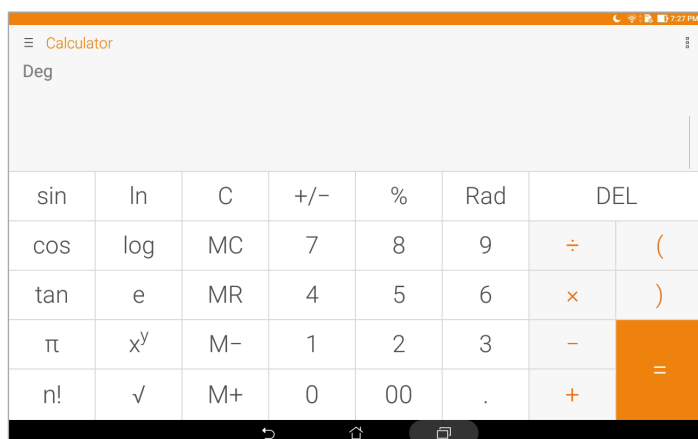 7:27 PM
Calculator
Deg
sin ln C +/− % Rad DEL
cos log MC 7 8 9 ÷ (
tan e MR 4 5 6 × )
π xʸ M− 1 2 3 − =
n! √ M+ 0 00 . +